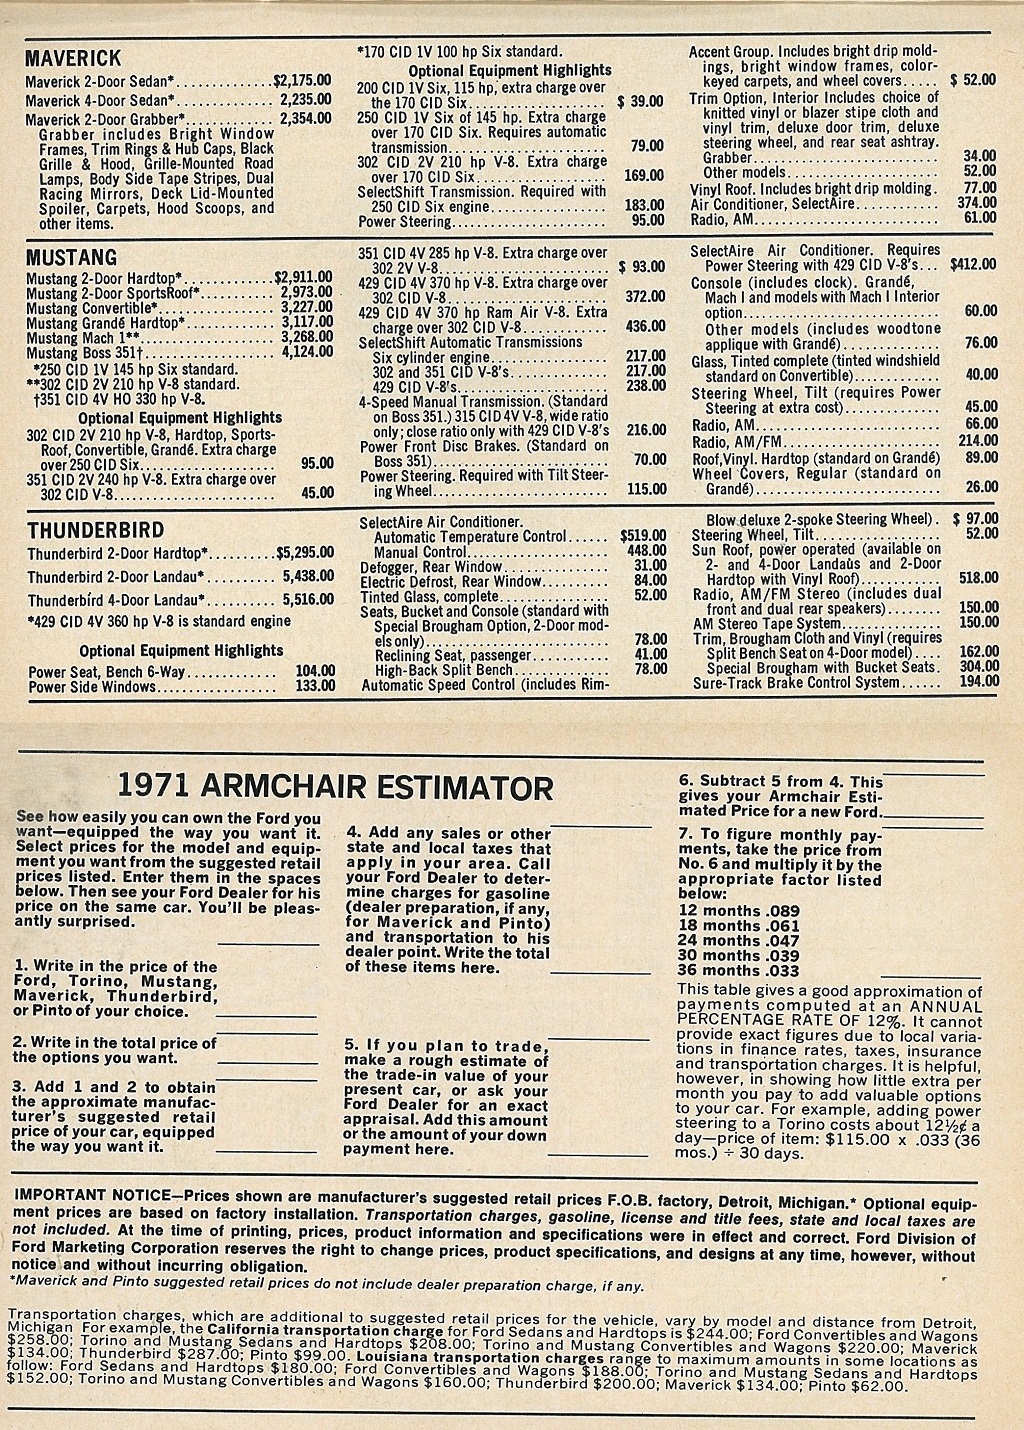 MAVERICK
Maverick 2-Door Sedan*..............$2,175.00
Maverick 4-Door Sedan*.............. 2,235.00
Maverick 2-Door Grabber*........... 2,354.00
Grabber includes Bright Window
Frames, Trim Rings & Hub Caps, Black
Grille & Hood, Grille-Mounted Road
Lamps, Body Side Tape Stripes, Dual
Racing Mirrors, Deck Lid-Mounted
Spoiler, Carpets, Hood Scoops, and
other items.
*170 CID 1V 100 hp Six standard.
Optional Equipment Highlights
200 CID 1V Six, 115 hp, extra charge over
the 170 CID Six.................... $ 39.00
250 CID 1V Six of 145 hp. Extra charge
over 170 CID Six. Requires automatic
transmission....................... 79.00
302 CID 2V 210 hp V-8. Extra charge
over 170 CID Six................... 169.00
SelectShift Transmission. Required with
250 CID Six engine................. 183.00
Power Steering..................... 95.00
Accent Group. Includes bright drip mold-
ings, bright window frames, color-
keyed carpets, and wheel covers..... $ 52.00
Trim Option, Interior Includes choice of
knitted vinyl or blazer stipe cloth and
vinyl trim, deluxe door trim, deluxe
steering wheel, and rear seat ashtray.
Grabber............................ 34.00
Other models....................... 52.00
Vinyl Roof. Includes bright drip molding. 77.00
Air Conditioner, SelectAire............ 374.00
Radio, AM.......................... 61.00
MUSTANG
Mustang 2-Door Hardtop*.............$2,911.00
Mustang 2-Door SportsRoof*.......... 2,973.00
Mustang Convertible*................ 3,227.00
Mustang Grandé Hardtop*............. 3,117.00
Mustang Mach 1**.................... 3,268.00
Mustang Boss 351†................... 4,124.00
*250 CID 1V 145 hp Six standard.
**302 CID 2V 210 hp V-8 standard.
†351 CID 4V HO 330 hp V-8.
Optional Equipment Highlights
302 CID 2V 210 hp V-8, Hardtop, Sports-
Roof, Convertible, Grandé. Extra charge
over 250 CID Six................... 95.00
351 CID 2V 240 hp V-8. Extra charge over
302 CID V-8........................ 45.00
351 CID 4V 285 hp V-8. Extra charge over
302 2V V-8......................... $ 93.00
429 CID 4V 370 hp V-8. Extra charge over
302 CID V-8........................ 372.00
429 CID 4V 370 hp Ram Air V-8. Extra
charge over 302 CID V-8............ 436.00
SelectShift Automatic Transmissions
Six cylinder engine................ 217.00
302 and 351 CID V-8's.............. 217.00
429 CID V-8's...................... 238.00
4-Speed Manual Transmission. (Standard
on Boss 351.) 315 CID 4V V-8, wide ratio
only; close ratio only with 429 CID V-8's 216.00
Power Front Disc Brakes. (Standard on
Boss 351).......................... 70.00
Power Steering. Required with Tilt Steer-
ing Wheel.......................... 115.00
SelectAire Air Conditioner. Requires
Power Steering with 429 CID V-8's... $412.00
Console (includes clock). Grandé,
Mach I and models with Mach I Interior
option............................. 60.00
Other models (includes woodtone
applique with Grandé).............. 76.00
Glass, Tinted complete (tinted windshield
standard on Convertible)........... 40.00
Steering Wheel, Tilt (requires Power
Steering at extra cost)............ 45.00
Radio, AM.......................... 66.00
Radio, AM/FM....................... 214.00
Roof, Vinyl. Hardtop (standard on Grandé) 89.00
Wheel Covers, Regular (standard on
Grandé)............................ 26.00
THUNDERBIRD
Thunderbird 2-Door Hardtop*..........$5,295.00
Thunderbird 2-Door Landau*.......... 5,438.00
Thunderbird 4-Door Landau*.......... 5,516.00
*429 CID 4V 360 hp V-8 is standard engine
Optional Equipment Highlights
Power Seat, Bench 6-Way............. 104.00
Power Side Windows.................. 133.00
SelectAire Air Conditioner.
Automatic Temperature Control...... $519.00
Manual Control..................... 448.00
Defogger, Rear Window.............. 31.00
Electric Defrost, Rear Window....... 84.00
Tinted Glass, complete.............. 52.00
Seats, Bucket and Console (standard with
Special Brougham Option, 2-Door mod-
els only).......................... 78.00
Reclining Seat, passenger........... 41.00
High-Back Split Bench.............. 78.00
Automatic Speed Control (includes Rim-
Blow deluxe 2-spoke Steering Wheel). $ 97.00
Steering Wheel, Tilt................ 52.00
Sun Roof, power operated (available on
2- and 4-Door Landaus and 2-Door
Hardtop with Vinyl Roof)........... 518.00
Radio, AM/FM Stereo (includes dual
front and dual rear speakers)....... 150.00
AM Stereo Tape System.............. 150.00
Trim, Brougham Cloth and Vinyl (requires
Split Bench Seat on 4-Door model).... 162.00
Special Brougham with Bucket Seats. 304.00
Sure-Track Brake Control System...... 194.00
1971 ARMCHAIR ESTIMATOR
See how easily you can own the Ford you
want—equipped the way you want it.
Select prices for the model and equip-
ment you want from the suggested retail
prices listed. Enter them in the spaces
below. Then see your Ford Dealer for his
price on the same car. You'll be pleas-
antly surprised.
1. Write in the price of the
Ford, Torino, Mustang,
Maverick, Thunderbird,
or Pinto of your choice.
2. Write in the total price of
the options you want.
3. Add 1 and 2 to obtain
the approximate manufac-
turer's suggested retail
price of your car, equipped
the way you want it.
4. Add any sales or other
state and local taxes that
apply in your area. Call
your Ford Dealer to deter-
mine charges for gasoline
(dealer preparation, if any,
for Maverick and Pinto)
and transportation to his
dealer point. Write the total
of these items here.
5. If you plan to trade,
make a rough estimate of
the trade-in value of your
present car, or ask your
Ford Dealer for an exact
appraisal. Add this amount
or the amount of your down
payment here.
6. Subtract 5 from 4. This
gives your Armchair Esti-
mated Price for a new Ford.
7. To figure monthly pay-
ments, take the price from
No. 6 and multiply it by the
appropriate factor listed
below:
12 months .089
18 months .061
24 months .047
30 months .039
36 months .033
This table gives a good approximation of
payments computed at an ANNUAL
PERCENTAGE RATE OF 12%. It cannot
provide exact figures due to local varia-
tions in finance rates, taxes, insurance
and transportation charges. It is helpful,
however, in showing how little extra per
month you pay to add valuable options
to your car. For example, adding power
steering to a Torino costs about 12½¢ a
day—price of item: $115.00 x .033 (36
mos.) ÷ 30 days.
IMPORTANT NOTICE—Prices shown are manufacturer's suggested retail prices F.O.B. factory, Detroit, Michigan.* Optional equip-
ment prices are based on factory installation. Transportation charges, gasoline, license and title fees, state and local taxes are
not included. At the time of printing, prices, product information and specifications were in effect and correct. Ford Division of
Ford Marketing Corporation reserves the right to change prices, product specifications, and designs at any time, however, without
notice and without incurring obligation.
*Maverick and Pinto suggested retail prices do not include dealer preparation charge, if any.
Transportation charges, which are additional to suggested retail prices for the vehicle, vary by model and distance from Detroit,
Michigan For example, the California transportation charge for Ford Sedans and Hardtops is $244.00; Ford Convertibles and Wagons
$258.00; Torino and Mustang Sedans and Hardtops $208.00; Torino and Mustang Convertibles and Wagons $220.00; Maverick
$134.00; Thunderbird $287.00; Pinto $99.00. Louisiana transportation charges range to maximum amounts in some locations as
follow: Ford Sedans and Hardtops $180.00; Ford Convertibles and Wagons $188.00; Torino and Mustang Sedans and Hardtops
$152.00; Torino and Mustang Convertibles and Wagons $160.00; Thunderbird $200.00; Maverick $134.00; Pinto $62.00.